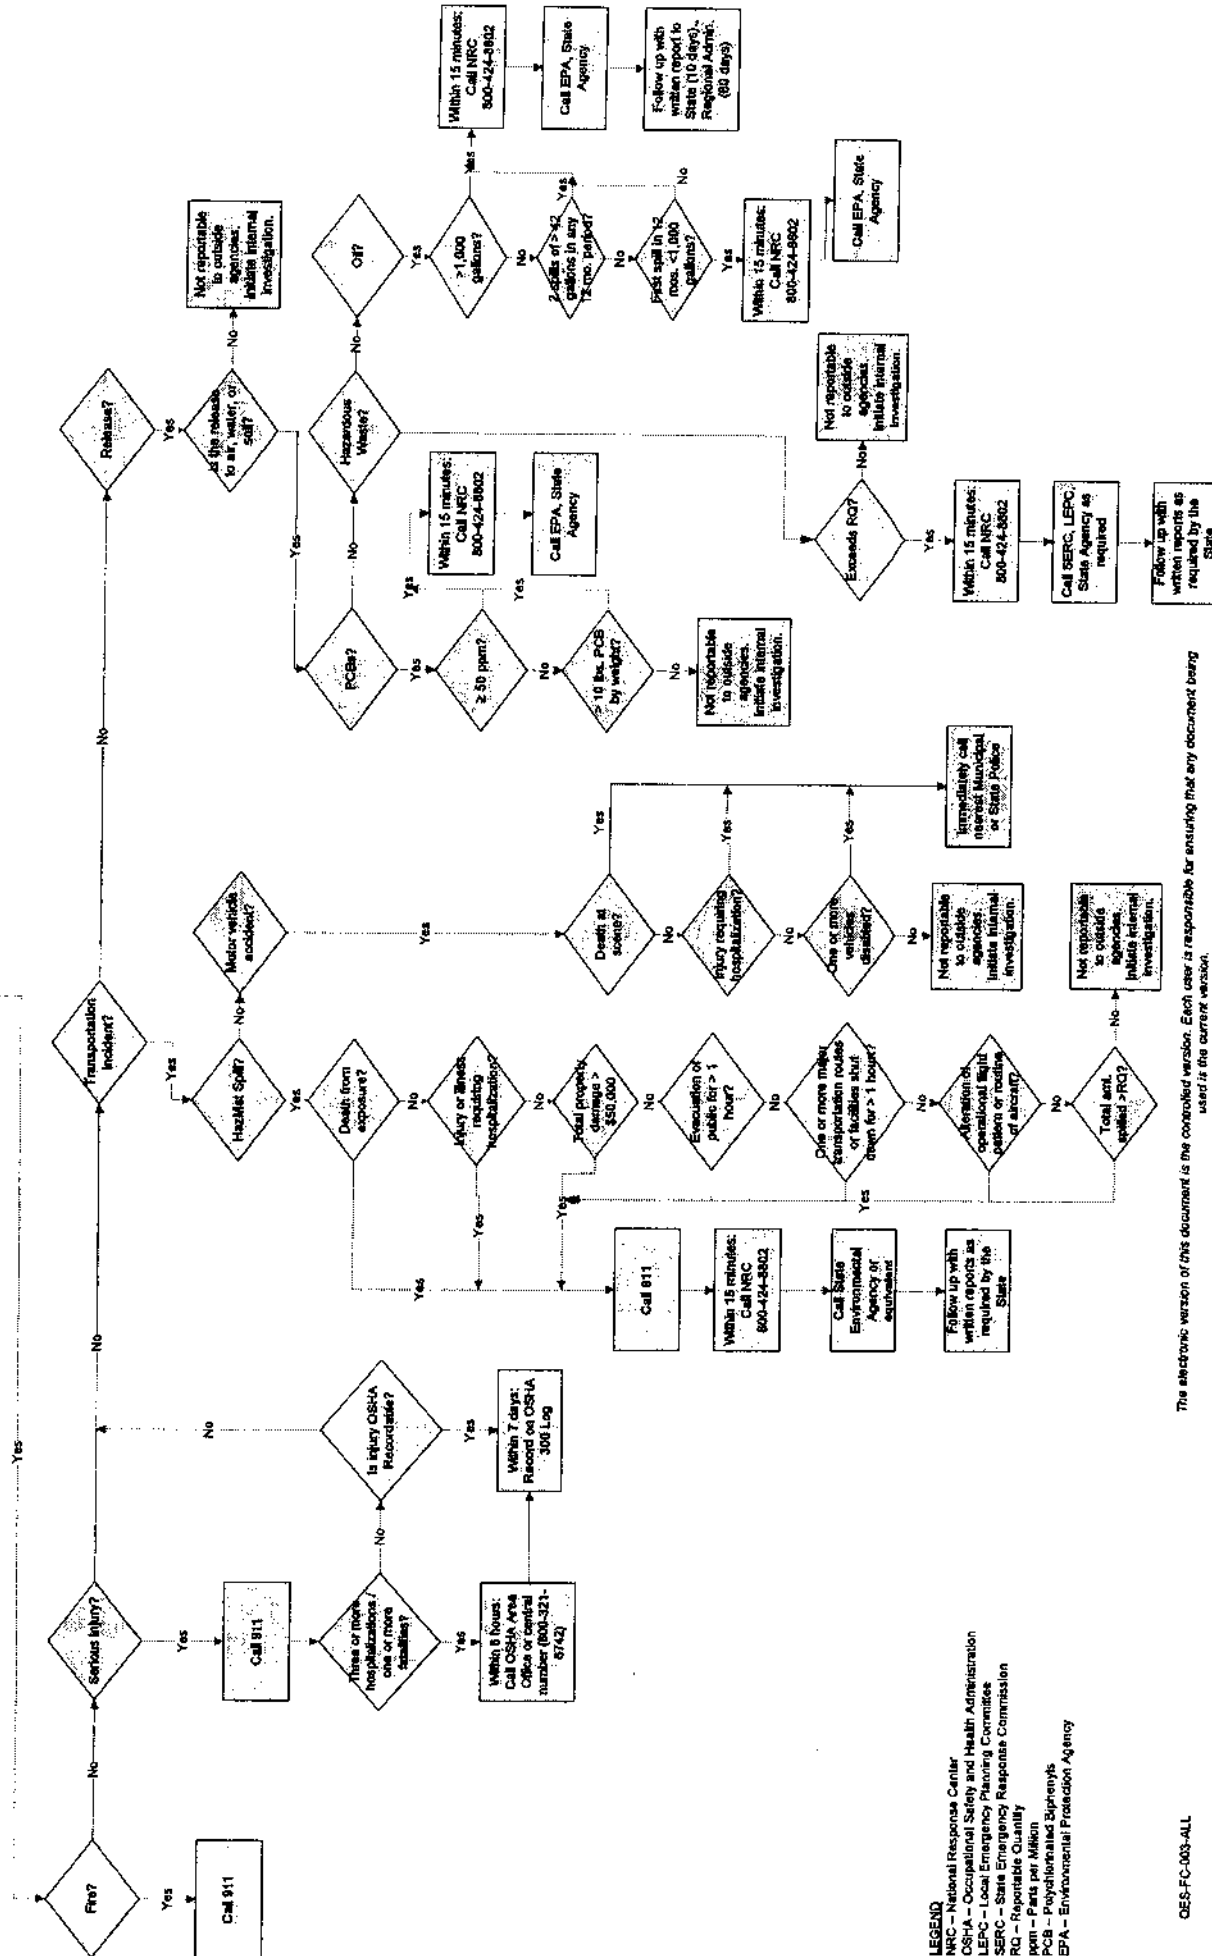 Yes
Fire?
Yes
Call 911
No
Serious Injury?
Yes
Call 911
Three or more
hospitalizations /
one or more
fatalities?
Yes
Within 8 hours:
Call OSHA Area
Office or central
number (800-321-
6742)
No
Is injury OSHA
Recordable?
Yes
Within 7 days:
Record on OSHA
300 Log
No
No
Transportation
Incident?
Yes
HazMat Spill?
Yes
Death from
exposure?
No
Injury or illness
requiring
hospitalization?
No
Total property
damage >
$50,000
No
Evacuation of
public for > 1
hour?
No
One or more major
transportation routes
or facilities shut
down for > 1 hour?
No
Alteration of
operational flight
pattern or routine
of aircraft?
No
Total amt.
spilled >RQ?
No
Not reportable
to outside
agencies.
Initiate internal
investigation.
Yes
Yes
Yes
Yes
Call 911
Within 15 minutes:
Call NRC
800-424-8802
Call State
Environmental
Agency or
equivalent
Follow up with
written reports as
required by the
State
No
Motor vehicle
accident?
Yes
Death at
scene?
No
Injury requiring
hospitalization?
No
One or more
vehicles
disabled?
No
Not reportable
to outside
agencies.
Initiate internal
investigation.
Yes
Yes
Yes
Immediately call
nearest Municipal
or State Police
No
Release?
Yes
Is the release
to air, water, or
soil?
No
Not reportable
to outside
agencies.
Initiate internal
investigation.
Yes
PCBs?
Yes
≥ 50 ppm?
No
> 10 lbs. PCB
by weight?
No
Not reportable
to outside
agencies.
Initiate internal
investigation.
Yes
Yes
Within 15 minutes:
Call NRC
800-424-8802
Call EPA, State
Agency
No
Hazardous
Waste?
Exceeds RQ?
No
Not reportable
to outside
agencies.
Initiate internal
investigation.
Yes
Within 15 minutes:
Call NRC
800-424-8802
Call SERC, LEPC,
State Agency as
required
Follow up with
written reports as
required by the
State
No
Oil?
Yes
>1,000
gallons?
No
2 spills of > 42
gallons in any
12 mo. period?
No
First spill in 12
mos. <1,000
gallons?
Yes
Within 15 minutes:
Call NRC
800-424-8802
Call EPA, State
Agency
Yes
Yes
No
Within 15 minutes:
Call NRC
800-424-8802
Call EPA, State
Agency
Follow up with
written report to
State (10 days),
Regional Admin.
(60 days)
LEGEND
NRC – National Response Center
OSHA – Occupational Safety and Health Administration
LEPC – Local Emergency Planning Committee
SERC – State Emergency Response Commission
RQ – Reportable Quantity
ppm – Parts per Million
PCB – Polychlorinated Biphenyls
EPA – Environmental Protection Agency
OES-FC-003-ALL
The electronic version of this document is the controlled version. Each user is responsible for ensuring that any document being
used is the current version.